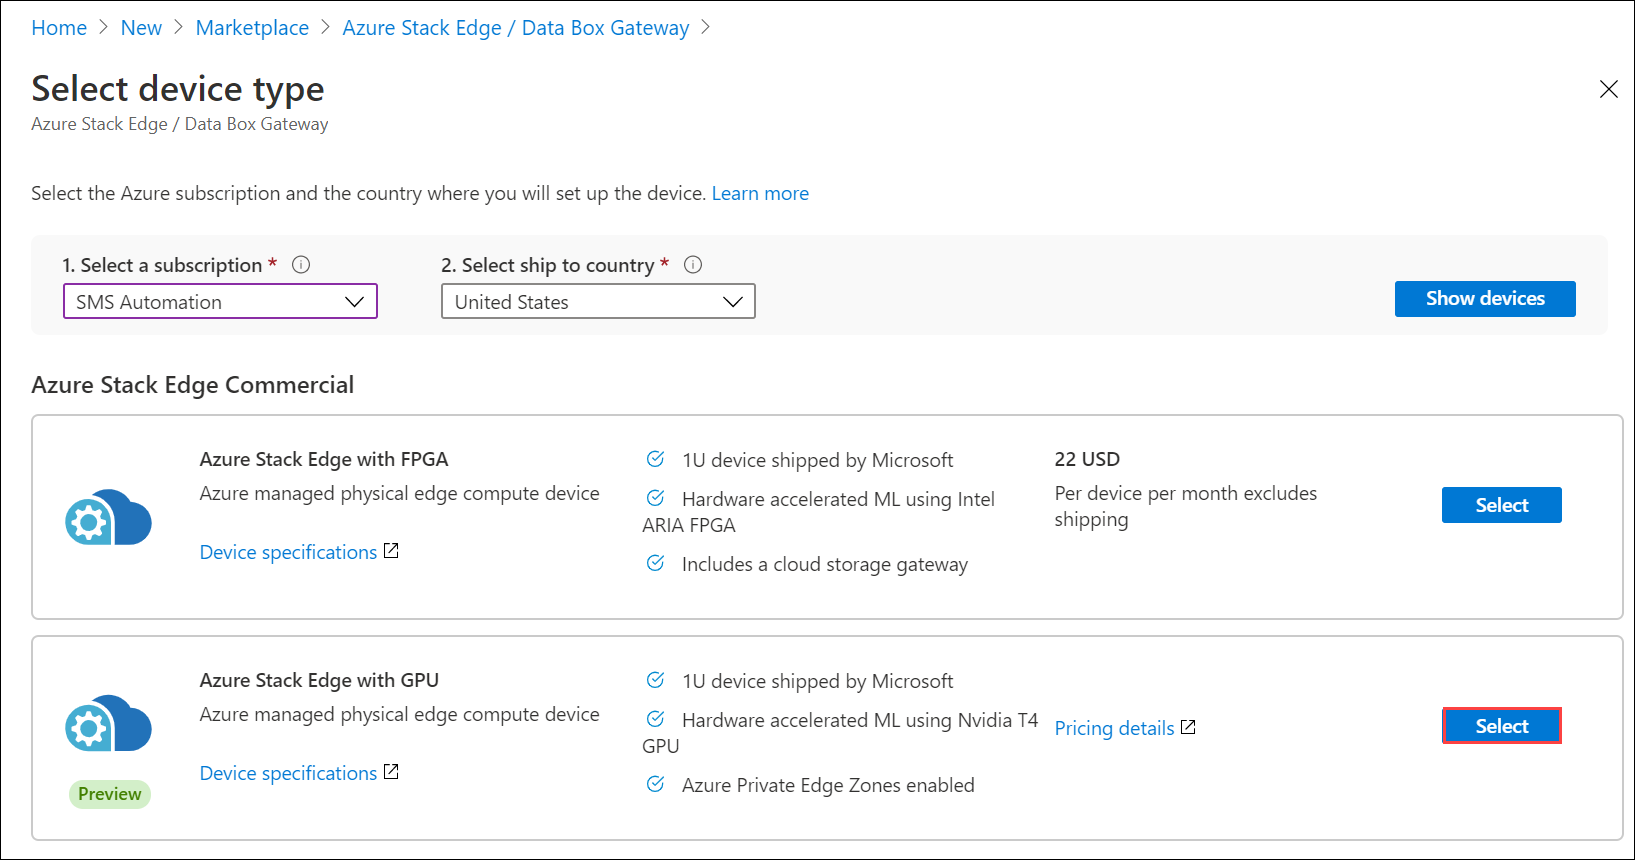 Home > New > Marketplace > Azure Stack Edge / Data Box Gateway >
Select device type
Azure Stack Edge / Data Box Gateway
Select the Azure subscription and the country where you will set up the device. Learn more
1. Select a subscription *
2. Select ship to country *
SMS Automation
United States
Show devices
Azure Stack Edge Commercial
Azure Stack Edge with FPGA
Azure managed physical edge compute device
Device specifications
1U device shipped by Microsoft
Hardware accelerated ML using Intel
ARIA FPGA
Includes a cloud storage gateway
22 USD
Per device per month excludes
shipping
Select
Preview
Azure Stack Edge with GPU
Azure managed physical edge compute device
Device specifications
1U device shipped by Microsoft
Hardware accelerated ML using Nvidia T4
GPU
Azure Private Edge Zones enabled
Pricing details
Select